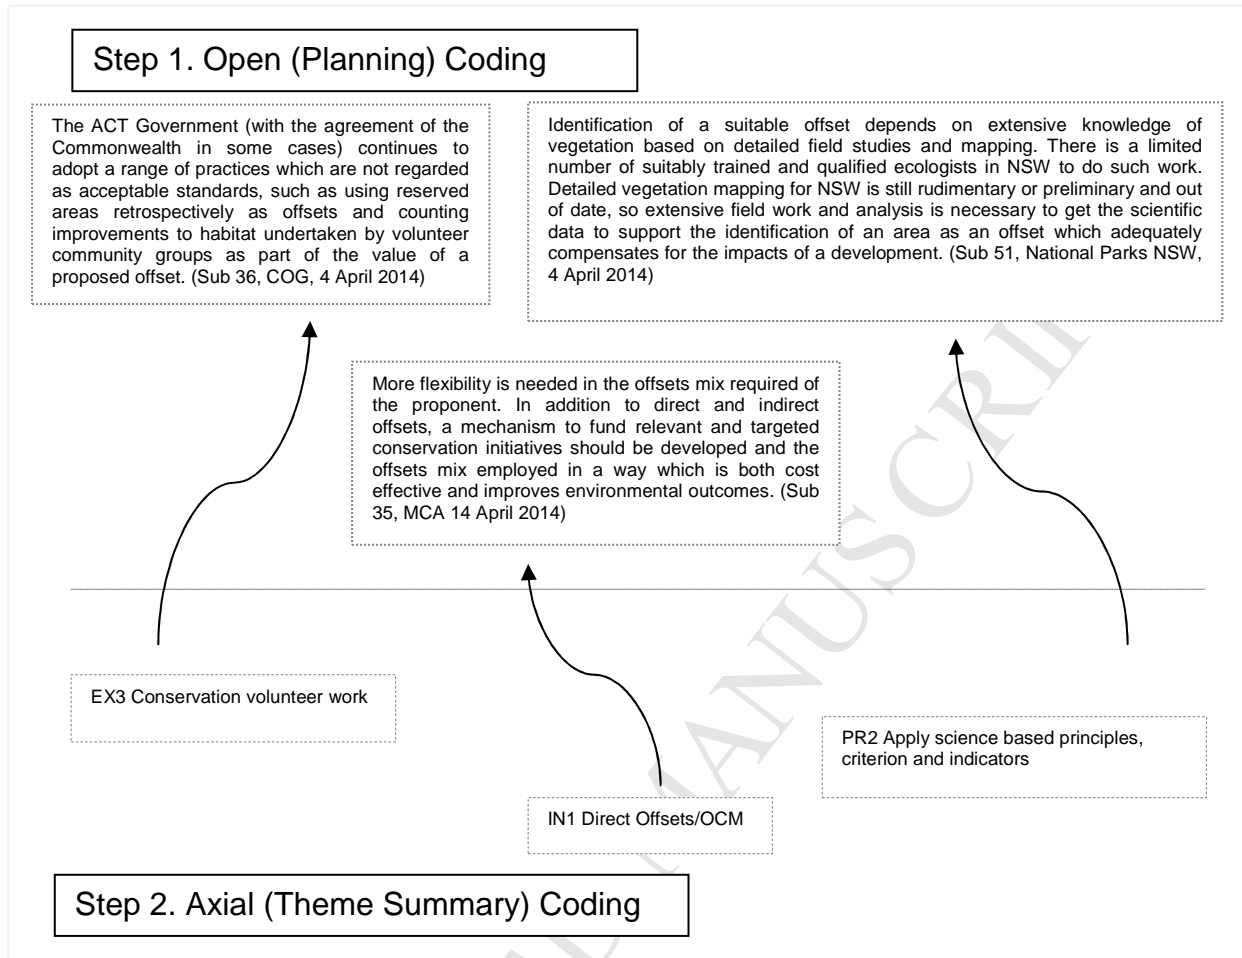 Step 1. Open (Planning) Coding
The ACT Government (with the agreement of the
Commonwealth in some cases) continues to
adopt a range of practices which are not regarded
as acceptable standards, such as using reserved
areas retrospectively as offsets and counting
improvements to habitat undertaken by volunteer
community groups as part of the value of a
proposed offset. (Sub 36, COG, 4 April 2014)
Identification of a suitable offset depends on extensive knowledge of
vegetation based on detailed field studies and mapping. There is a limited
number of suitably trained and qualified ecologists in NSW to do such work.
Detailed vegetation mapping for NSW is still rudimentary or preliminary and out
of date, so extensive field work and analysis is necessary to get the scientific
data to support the identification of an area as an offset which adequately
compensates for the impacts of a development. (Sub 51, National Parks NSW,
4 April 2014)
More flexibility is needed in the offsets mix required of
the proponent. In addition to direct and indirect
offsets, a mechanism to fund relevant and targeted
conservation initiatives should be developed and the
offsets mix employed in a way which is both cost
effective and improves environmental outcomes. (Sub
35, MCA 14 April 2014)
EX3 Conservation volunteer work
PR2 Apply science based principles,
criterion and indicators
IN1 Direct Offsets/OCM
Step 2. Axial (Theme Summary) Coding